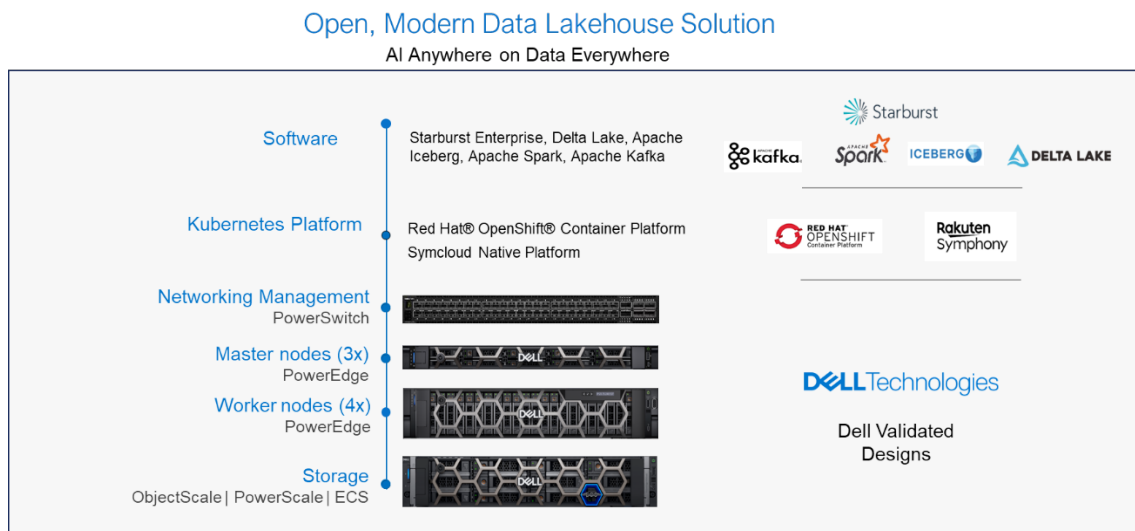 Open, Modern Data Lakehouse Solution
AI Anywhere on Data Everywhere
Software
Starburst Enterprise, Delta Lake, Apache
Iceberg, Apache Spark, Apache Kafka
Starburst
kafka
APACHE
Spark
ICEBERG
DELTA LAKE
Kubernetes Platform
Red Hat® OpenShift® Container Platform
Symcloud Native Platform
RED HAT
OPENSHIFT
Container Platform
Rakuten
Symphony
Networking Management
PowerSwitch
Master nodes (3x)
PowerEdge
DELL
Worker nodes (4x)
PowerEdge
DELL
Storage
ObjectScale | PowerScale | ECS
DELL
DELLTechnologies
Dell Validated
Designs